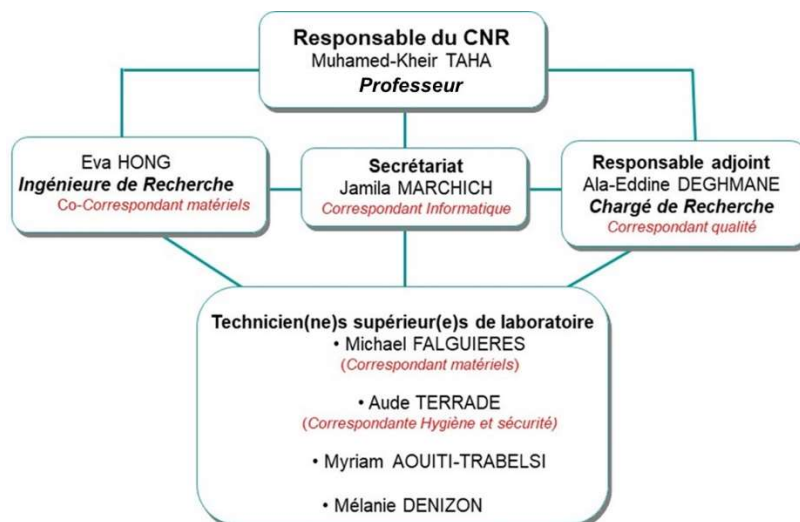 Responsable du CNR
Muhamed-Kheir TAHA
Professeur
Eva HONG
Ingénieure de Recherche
Co-Correspondant matériels
Secrétariat
Jamila MARCHICH
Correspondant Informatique
Responsable adjoint
Ala-Eddine DEGHMANE
Chargé de Recherche
Correspondant qualité
Technicien(ne)s supérieur(e)s de laboratoire
• Michael FALGUIERES
(Correspondant matériels)
• Aude TERRADE
(Correspondante Hygiène et sécurité)
• Myriam AOUITI-TRABELSI
• Mélanie DENIZON